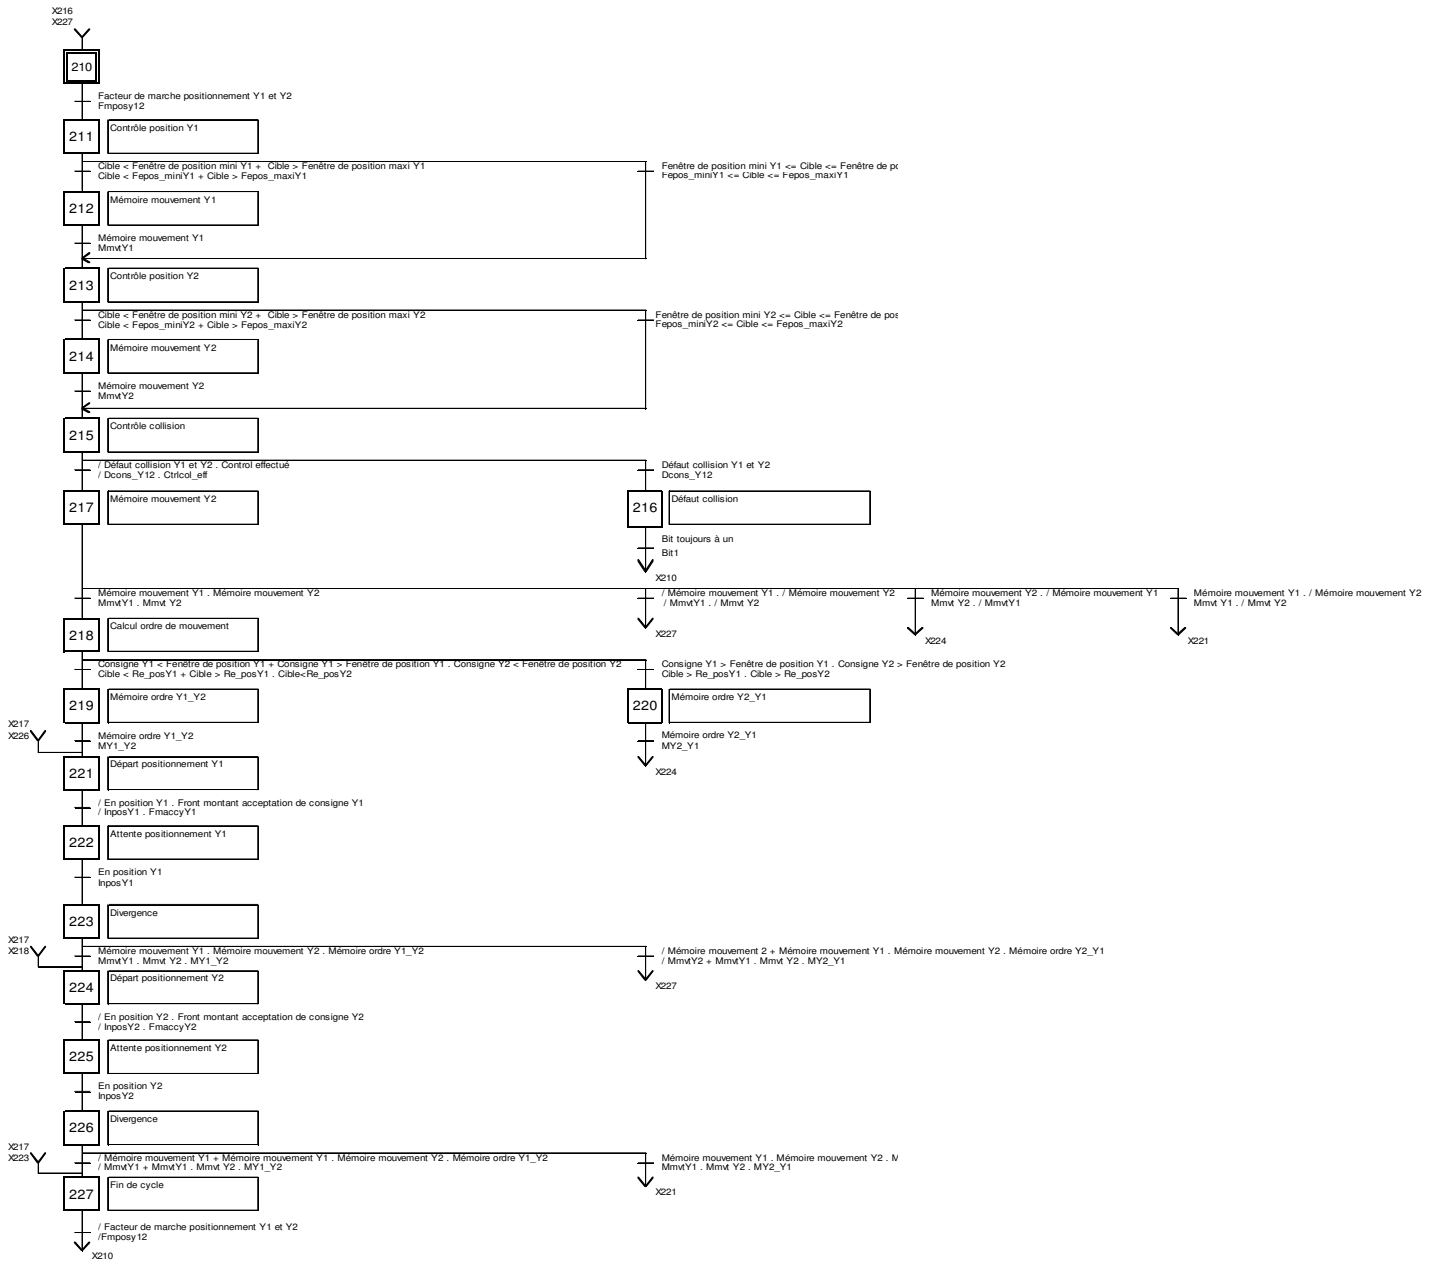 X216
X227
210
Facteur de marche positionnement Y1 et Y2
Fmposy12
211
Contrôle position Y1
Cible < Fenêtre de position mini Y1 +  Cible > Fenêtre de position maxi Y1
Cible < Fepos_miniY1 + Cible > Fepos_maxiY1
Fenêtre de position mini Y1 <= Cible <= Fenêtre de po
Fepos_miniY1 <= Cible <= Fepos_maxiY1
212
Mémoire mouvement Y1
Mémoire mouvement Y1
MmvtY1
213
Contrôle position Y2
Cible < Fenêtre de position mini Y2 +  Cible > Fenêtre de position maxi Y2
Cible < Fepos_miniY2 + Cible > Fepos_maxiY2
Fenêtre de position mini Y2 <= Cible <= Fenêtre de pos
Fepos_miniY2 <= Cible <= Fepos_maxiY2
214
Mémoire mouvement Y2
Mémoire mouvement Y2
MmvtY2
215
Contrôle collision
/ Défaut collision Y1 et Y2 . Control effectué
/ Dcons_Y12 . Ctrlcol_eff
Défaut collision Y1 et Y2
Dcons_Y12
217
Mémoire mouvement Y2
216
Défaut collision
Bit toujours à un
Bit1
X210
Mémoire mouvement Y1 . Mémoire mouvement Y2
MmvtY1 . Mmvt Y2
/ Mémoire mouvement Y1 . / Mémoire mouvement Y2
/ MmvtY1 . / Mmvt Y2
X227
Mémoire mouvement Y2 . / Mémoire mouvement Y1
Mmvt Y2 . / MmvtY1
X224
Mémoire mouvement Y1 . / Mémoire mouvement Y2
Mmvt Y1 . / Mmvt Y2
X221
218
Calcul ordre de mouvement
Consigne Y1 < Fenêtre de position Y1 + Consigne Y1 > Fenêtre de position Y1 . Consigne Y2 < Fenêtre de position Y2
Cible < Re_posY1 + Cible > Re_posY1 . Cible<Re_posY2
Consigne Y1 > Fenêtre de position Y1 . Consigne Y2 > Fenêtre de position Y2
Cible > Re_posY1 . Cible > Re_posY2
219
Mémoire ordre Y1_Y2
220
Mémoire ordre Y2_Y1
X217
X226
Mémoire ordre Y1_Y2
MY1_Y2
Mémoire ordre Y2_Y1
MY2_Y1
X224
221
Départ positionnement Y1
/ En position Y1 . Front montant acceptation de consigne Y1
/ InposY1 . FmaccyY1
222
Attente positionnement Y1
En position Y1
InposY1
223
Divergence
X217
X218
Mémoire mouvement Y1 . Mémoire mouvement Y2 . Mémoire ordre Y1_Y2
MmvtY1 . Mmvt Y2 . MY1_Y2
/ Mémoire mouvement 2 + Mémoire mouvement Y1 . Mémoire mouvement Y2 . Mémoire ordre Y2_Y1
/ MmvtY2 + MmvtY1 . Mmvt Y2 . MY2_Y1
X227
224
Départ positionnement Y2
/ En position Y2 . Front montant acceptation de consigne Y2
/ InposY2 . FmaccyY2
225
Attente positionnement Y2
En position Y2
InposY2
226
Divergence
X217
X223
/ Mémoire mouvement Y1 + Mémoire mouvement Y1 . Mémoire mouvement Y2 . Mémoire ordre Y1_Y2
/ MmvtY1 + MmvtY1 . Mmvt Y2 . MY1_Y2
Mémoire mouvement Y1 . Mémoire mouvement Y2 . M
MmvtY1 . Mmvt Y2 . MY2_Y1
X221
227
Fin de cycle
/ Facteur de marche positionnement Y1 et Y2
/Fmposy12
X210